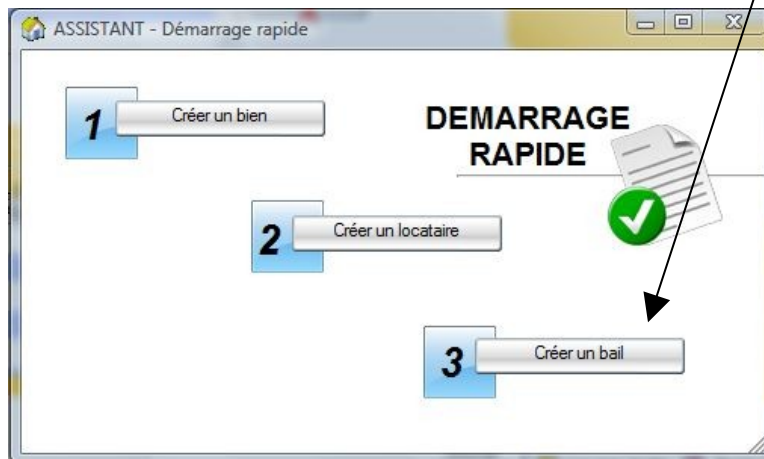 ASSISTANT - Démarrage rapide
1 Créer un bien
DEMARRAGE
RAPIDE
2 Créer un locataire
3 Créer un bail